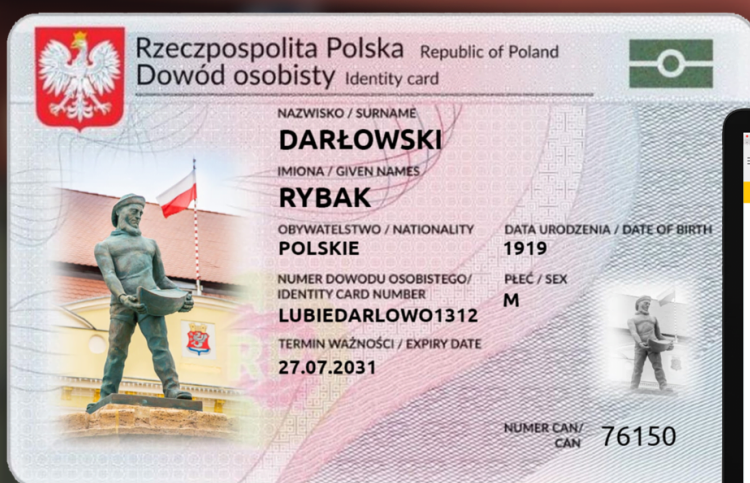 Rzeczpospolita Polska Republic of Poland
Dowód osobisty Identity card
NAZWISKO / SURNAME
DARŁOWSKI
IMIONA / GIVEN NAMES
RYBAK
OBYWATELSTWO / NATIONALITY
POLSKIE
DATA URODZENIA / DATE OF BIRTH
1919
NUMER DOWODU OSOBISTEGO/
IDENTITY CARD NUMBER
LUBIEDARLOWO1312
PŁEĆ / SEX
M
TERMIN WAŻNOŚCI / EXPIRY DATE
27.07.2031
NUMER CAN/
CAN
76150